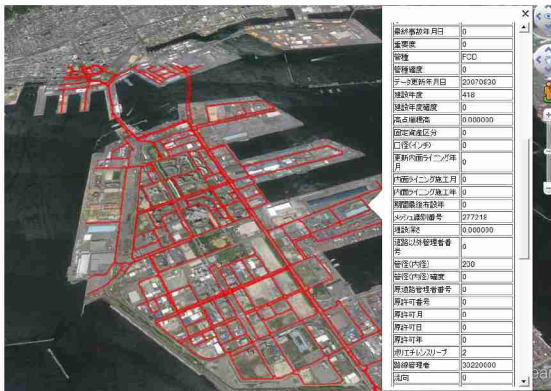 最終事故年月日 0
重要度 0
管種 FCD
管種確度 0
データ更新年月日 20070630
建設年度 418
建設年度確度 0
高点標標高 0.000000
固定資産区分 0
口径(インチ) 0
更新内面ライニング年
月 0
内面ライニング施工月 0
内面ライニング施工年 0
期間最後布設年 0
メッシュ識別番号 277218
埋設深さ 0.000000
道路以外管理者番
号 0
管径(内径) 200
管径(内径)確度 0
原道路管理者番号 0
原許可番号 0
原許可月 0
原許可日 0
原許可年 0
ポリエチレンスリーブ 2
路線管理者 30220000
流向 0